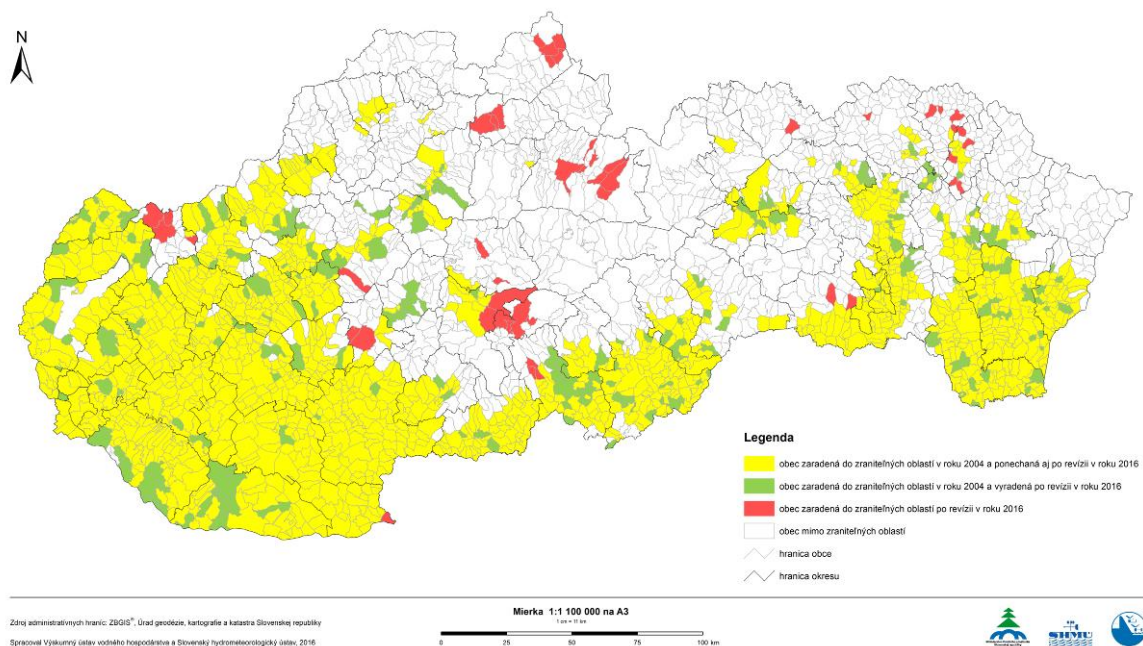 N
Legenda
obec zaradená do zraniteľných oblastí v roku 2004 a ponechaná aj po revízii v roku 2016
obec zaradená do zraniteľných oblastí v roku 2004 a vyradená po revízii v roku 2016
obec zaradená do zraniteľných oblastí po revízii v roku 2016
obec mimo zraniteľných oblastí
hranica obce
hranica okresu
Zdroj administratívnych hraníc: ZBGIS®, Úrad geodézie, kartografie a katastra Slovenskej republiky
Spracoval Výskumný ústav vodného hospodárstva a Slovenský hydrometeorologický ústav, 2016
Mierka 1:1 100 000 na A3
1 cm = 11 km
0 25 50 75 100 km
SHMÚ